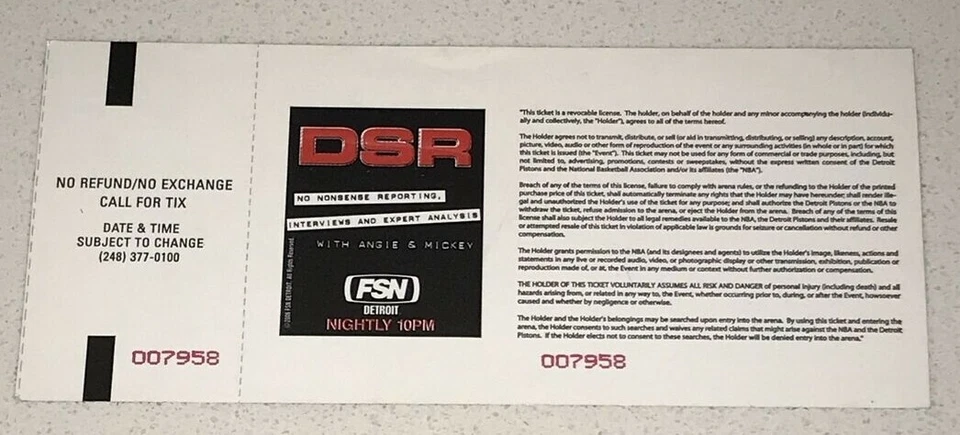 NO REFUND/NO EXCHANGE
CALL FOR TIX
DATE & TIME
SUBJECT TO CHANGE
(248) 377-0100
007958
DSR
NO NONSENSE REPORTING,
INTERVIEWS AND EXPERT ANALYSIS
WITH ANGIE & MICKEY
©2006 FSN DETROIT. All Rights Reserved.
FSN
DETROIT
NIGHTLY 10PM
"This ticket is a revocable license. The holder, on behalf of the holder and any minor accompanying the holder (individu-
ally and collectively, the "Holder"), agrees to all of the terms hereof.
The Holder agrees not to transmit, distribute, or sell (or aid in transmitting, distributing, or selling) any description, account,
picture, video, audio or other form of reproduction of the event or any surrounding activities (in whole or in part) for which
this ticket is issued (the "Event"). This ticket may not be used for any form of commercial or trade purposes, including, but
not limited to, advertising, promotions, contests or sweepstakes, without the express written consent of the Detroit
Pistons and the National Basketball Association and/or its affiliates (the "NBA").
Breach of any of the terms of this license, failure to comply with arena rules, or the refunding to the Holder of the printed
purchase price of this ticket, shall automatically terminate any rights that the Holder may have hereunder; shall render ille-
gal and unauthorized the Holder's use of the ticket for any purpose; and shall authorize the Detroit Pistons or the NBA to
withdraw the ticket, refuse admission to the arena, or eject the Holder from the arena. Breach of any of the terms of this
license shall also subject the Holder to all legal remedies available to the NBA, the Detroit Pistons and their affiliates. Resale
or attempted resale of this ticket in violation of applicable law is grounds for seizure or cancellation without refund or other
compensation.
The Holder grants permission to the NBA (and its designees and agents) to utilize the Holder's image, likeness, actions and
statements in any live or recorded audio, video, or photographic display or other transmission, exhibition, publication or
reproduction made of, or at, the Event in any medium or context without further authorization or compensation.
THE HOLDER OF THIS TICKET VOLUNTARILY ASSUMES ALL RISK AND DANGER of personal injury (including death) and all
hazards arising from, or related in any way to, the Event, whether occurring prior to, during, or after the Event, howsoever
caused and whether by negligence or otherwise.
The Holder and the Holder's belongings may be searched upon entry into the arena. By using this ticket and entering the
arena, the Holder consents to such searches and waives any related claims that might arise against the NBA and the Detroit
Pistons. If the Holder elects not to consent to these searches, the Holder will be denied entry into the arena."
007958